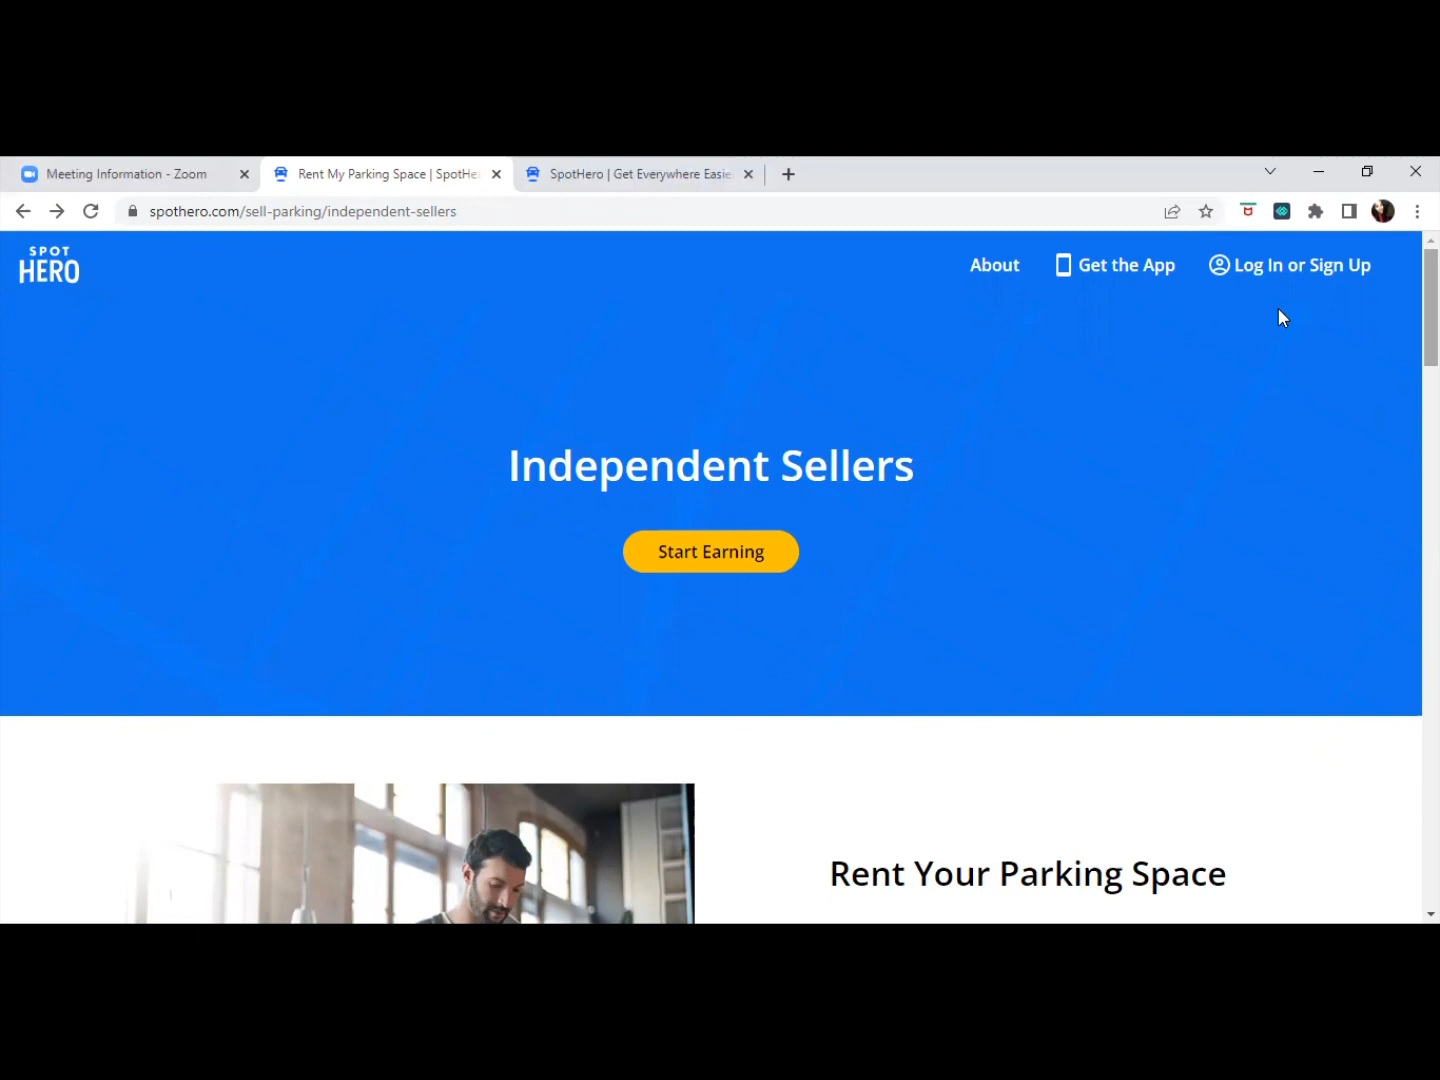 Meeting Information - Zoom
Rent My Parking Space | SpotHe
SpotHero | Get Everywhere Easie
spothero.com/sell-parking/independent-sellers
SPOT
HERO
About
Get the App
Log In or Sign Up
Independent Sellers
Start Earning
Rent Your Parking Space